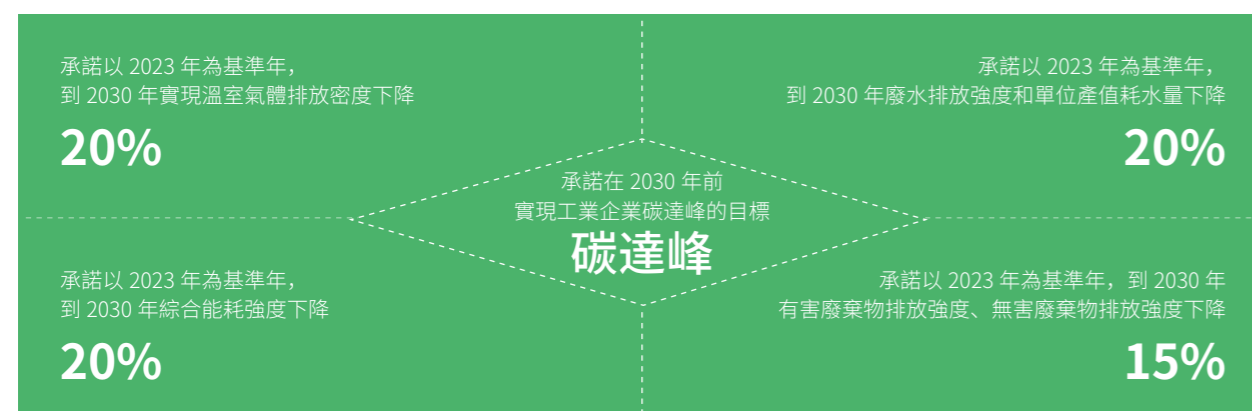 承諾以 2023 年為基準年，
到 2030 年實現溫室氣體排放密度下降
20%
承諾以 2023 年為基準年，
到 2030 年廢水排放強度和單位產值耗水量下降
20%
承諾在 2030 年前
實現工業企業碳達峰的目標
碳達峰
承諾以 2023 年為基準年，
到 2030 年綜合能耗強度下降
20%
承諾以 2023 年為基準年，到 2030 年
有害廢棄物排放強度、無害廢棄物排放強度下降
15%